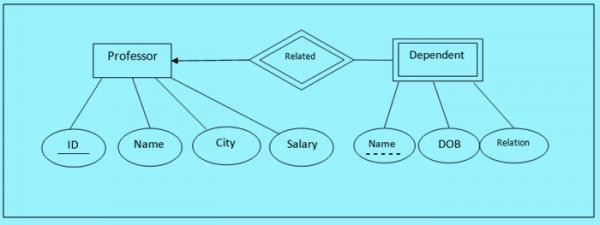 Professor
Related
Dependent
ID
Name
City
Salary
Name
DOB
Relation